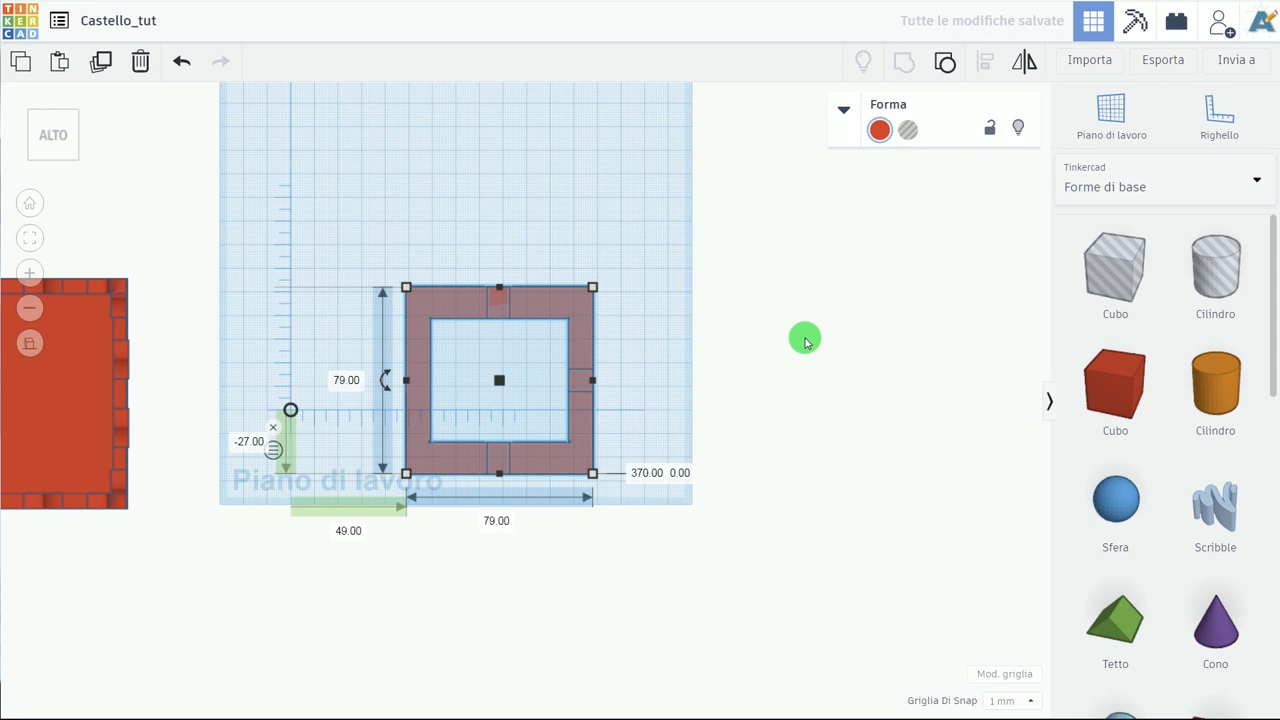 TIN
KER
CAD
Castello_tut
Tutte le modifiche salvate
Importa
Esporta
Invia a
ALTO
Forma
Piano di lavoro
Righello
Tinkercad
Forme di base
Cubo
Cilindro
Cubo
Cilindro
Sfera
Scribble
Tetto
Cono
79.00
-27.00
Piano di lavoro
370.00 0.00
79.00
49.00
Mod. griglia
Griglia Di Snap 1 mm